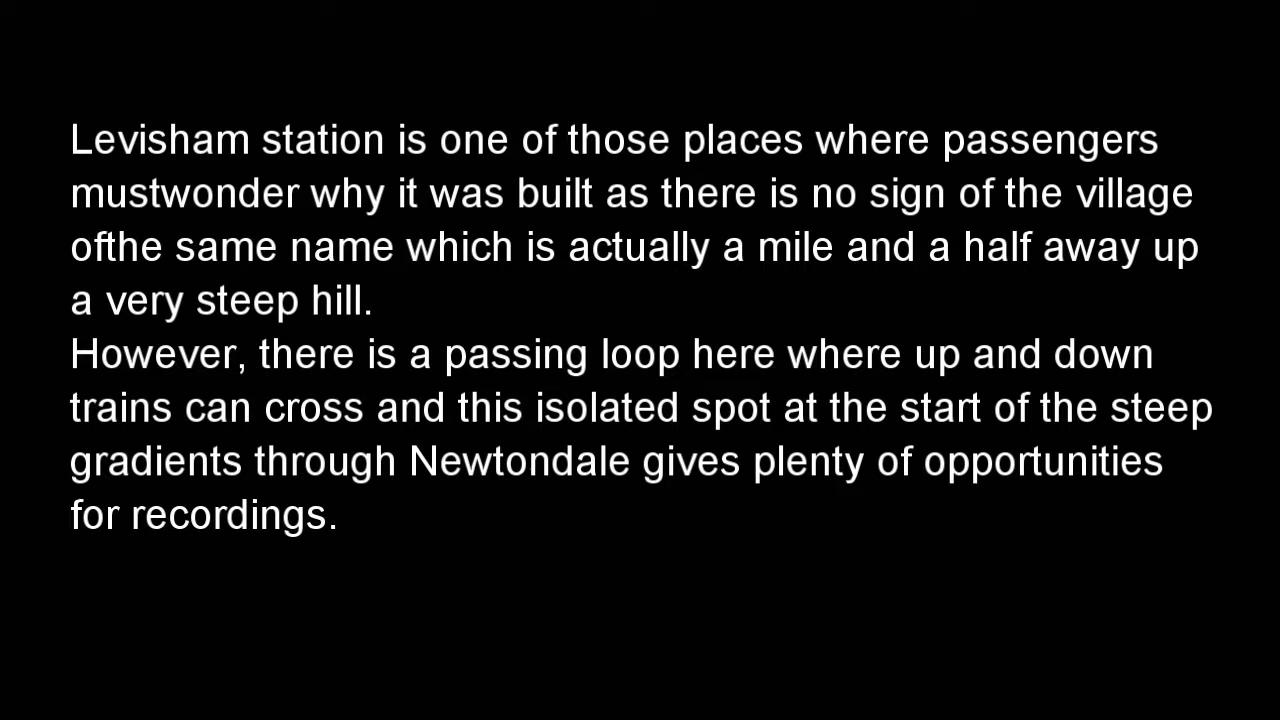 Levisham station is one of those places where passengers
mustwonder why it was built as there is no sign of the village
ofthe same name which is actually a mile and a half away up
a very steep hill.
However, there is a passing loop here where up and down
trains can cross and this isolated spot at the start of the steep
gradients through Newtondale gives plenty of opportunities
for recordings.